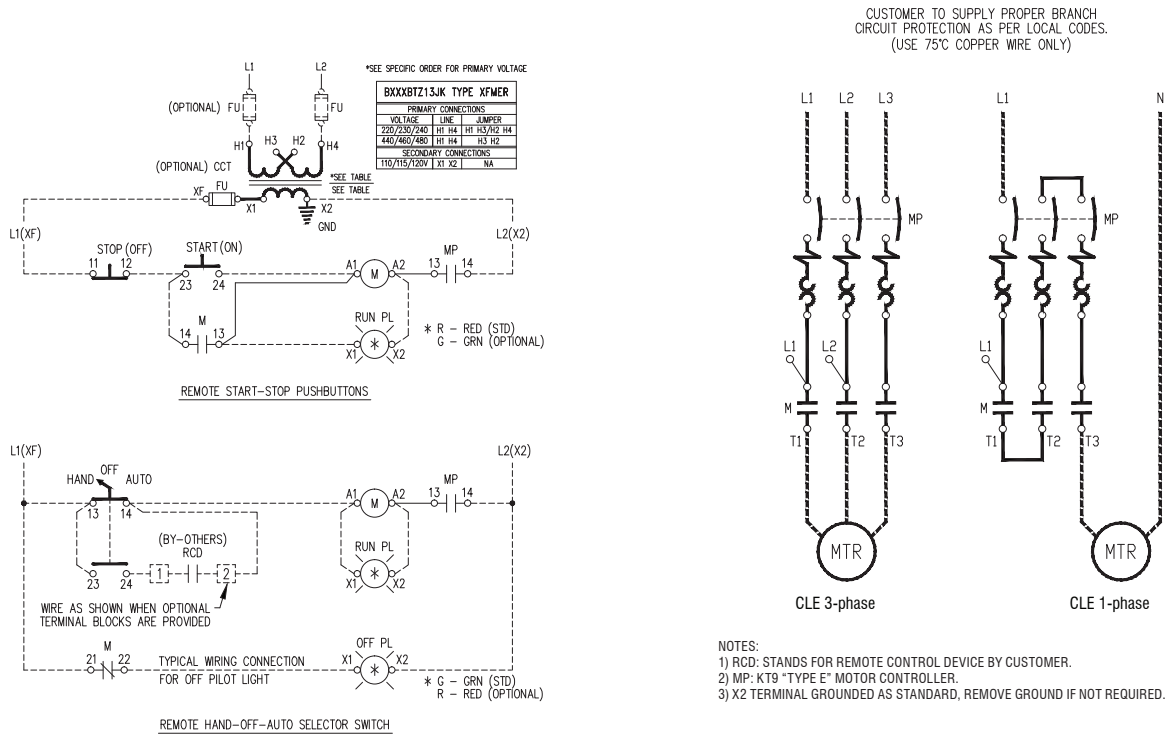 CUSTOMER TO SUPPLY PROPER BRANCH
CIRCUIT PROTECTION AS PER LOCAL CODES.
(USE 75°C COPPER WIRE ONLY)
L1 L2
*SEE SPECIFIC ORDER FOR PRIMARY VOLTAGE
(OPTIONAL) FU FU
BXXXBTZ13JK TYPE XFMER
PRIMARY CONNECTIONS
VOLTAGE LINE JUMPER
220/230/240 H1 H4 H1 H3/H2 H4
440/460/480 H1 H4 H3 H2
SECONDARY CONNECTIONS
110/115/120V X1 X2 NA
H1 H3 H2 H4
(OPTIONAL) CCT
*SEE TABLE
SEE TABLE
XF FU X1 X2
GND
L1(XF) L2(X2)
STOP (OFF) START (ON) MP
11 12 23 24 A1 M A2 13 14
M RUN PL
14 13 X1 * X2
* R – RED (STD)
G – GRN (OPTIONAL)
REMOTE START–STOP PUSHBUTTONS
L1(XF) L2(X2)
HAND OFF AUTO MP
13 14 A1 M A2 13 14
(BY-OTHERS)
RCD
RUN PL
23 24 1 2 X1 * X2
WIRE AS SHOWN WHEN OPTIONAL
TERMINAL BLOCKS ARE PROVIDED
M OFF PL
21 22 TYPICAL WIRING CONNECTION X1 * X2
FOR OFF PILOT LIGHT
* G – GRN (STD)
R – RED (OPTIONAL)
REMOTE HAND–OFF–AUTO SELECTOR SWITCH
L1 L2 L3
MP
L1 L2
M
T1 T2 T3
MTR
CLE 3-phase
L1 N
MP
L1
M
T1 T2 T3
MTR
CLE 1-phase
NOTES:
1) RCD: STANDS FOR REMOTE CONTROL DEVICE BY CUSTOMER.
2) MP: KT9 “TYPE E” MOTOR CONTROLLER.
3) X2 TERMINAL GROUNDED AS STANDARD, REMOVE GROUND IF NOT REQUIRED.